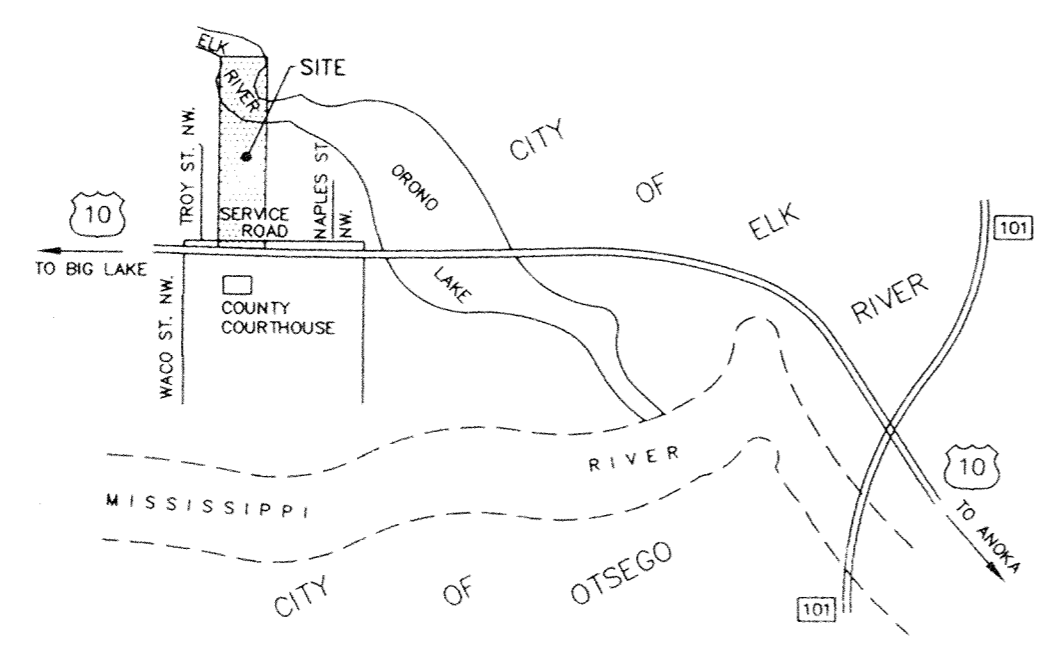 ELK
RIVER
SITE
CITY
OF
ELK
RIVER
TROY ST. NW.
NAPLES ST
NW.
ORONO
LAKE
10
SERVICE
ROAD
101
TO BIG LAKE
COUNTY
COURTHOUSE
WACO ST. NW.
RIVER
MISSISSIPPI
10
TO ANOKA
CITY
OF
OTSEGO
101